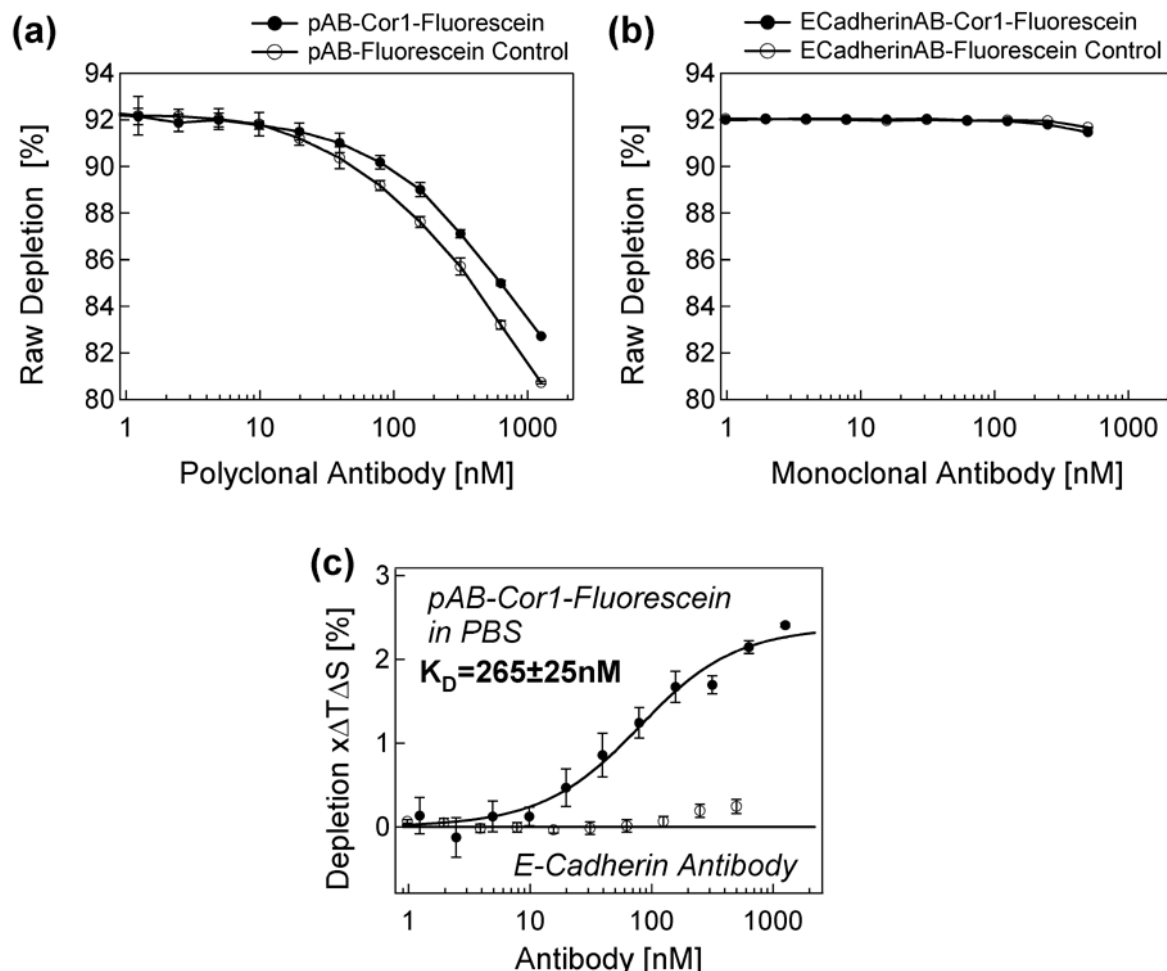 (a)
pAB-Cor1-Fluorescein
pAB-Fluorescein Control
94
92
90
88
86
84
82
80
Raw Depletion [%]
1
10
100
1000
Polyclonal Antibody [nM]
(b)
ECadherinAB-Cor1-Fluorescein
ECadherinAB-Fluorescein Control
94
92
90
88
86
84
82
80
Raw Depletion [%]
1
10
100
1000
Monoclonal Antibody [nM]
(c)
3
2
1
0
Depletion xΔTΔS [%]
pAB-Cor1-Fluorescein
in PBS
KD=265±25nM
E-Cadherin Antibody
1
10
100
1000
Antibody [nM]